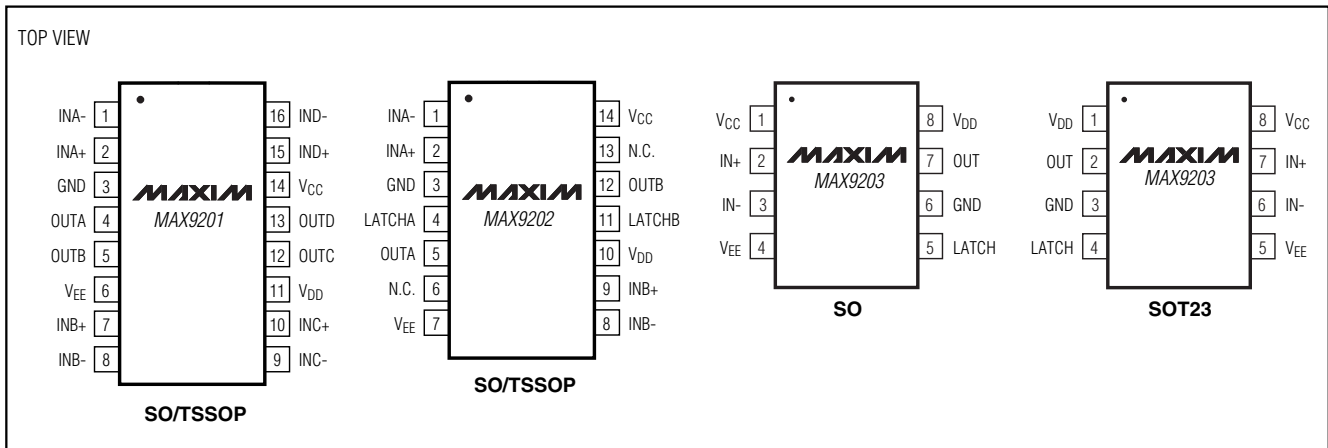 TOP VIEW
INA- 1
INA+ 2
GND 3
OUTA 4
OUTB 5
VEE 6
INB+ 7
INB- 8
MAXIM
MAX9201
16 IND-
15 IND+
14 VCC
13 OUTD
12 OUTC
11 VDD
10 INC+
9 INC-
SO/TSSOP
INA- 1
INA+ 2
GND 3
LATCHA 4
OUTA 5
N.C. 6
VEE 7
MAXIM
MAX9202
14 VCC
13 N.C.
12 OUTB
11 LATCHB
10 VDD
9 INB+
8 INB-
SO/TSSOP
VCC 1
IN+ 2
IN- 3
VEE 4
MAXIM
MAX9203
8 VDD
7 OUT
6 GND
5 LATCH
SO
VDD 1
OUT 2
GND 3
LATCH 4
MAXIM
MAX9203
8 VCC
7 IN+
6 IN-
5 VEE
SOT23